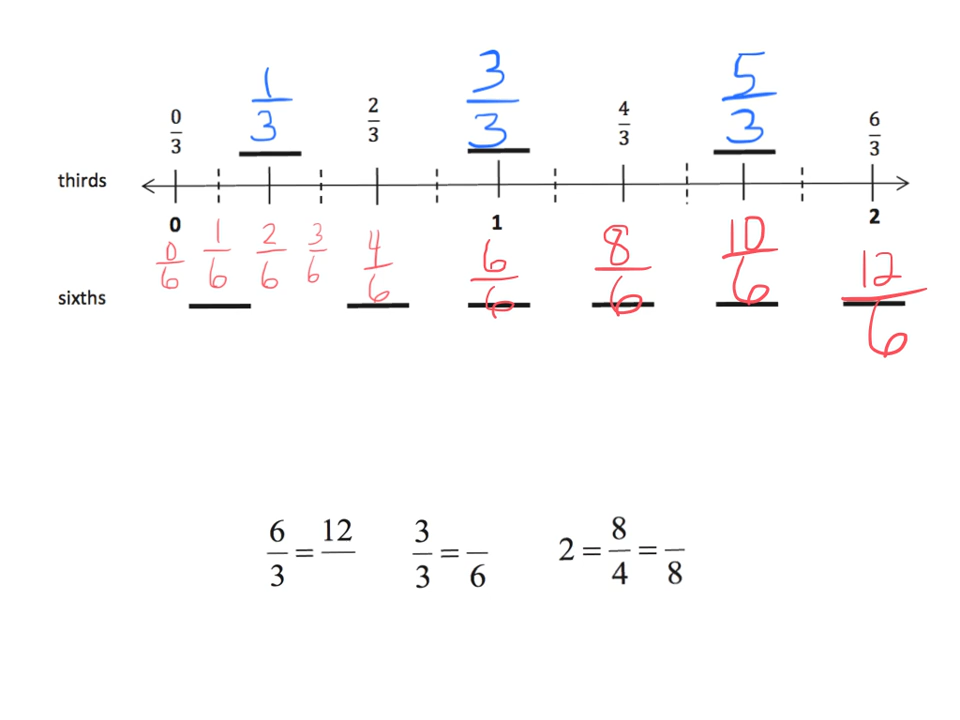 0/3 1/3 2/3 3/3 4/3 5/3 6/3
thirds
0 1 2
0/6 1/6 2/6 3/6 4/6 6/6 8/6 10/6 12/6
sixths
6/3 = 12/ 3/3 = /6 2 = 8/4 = /8